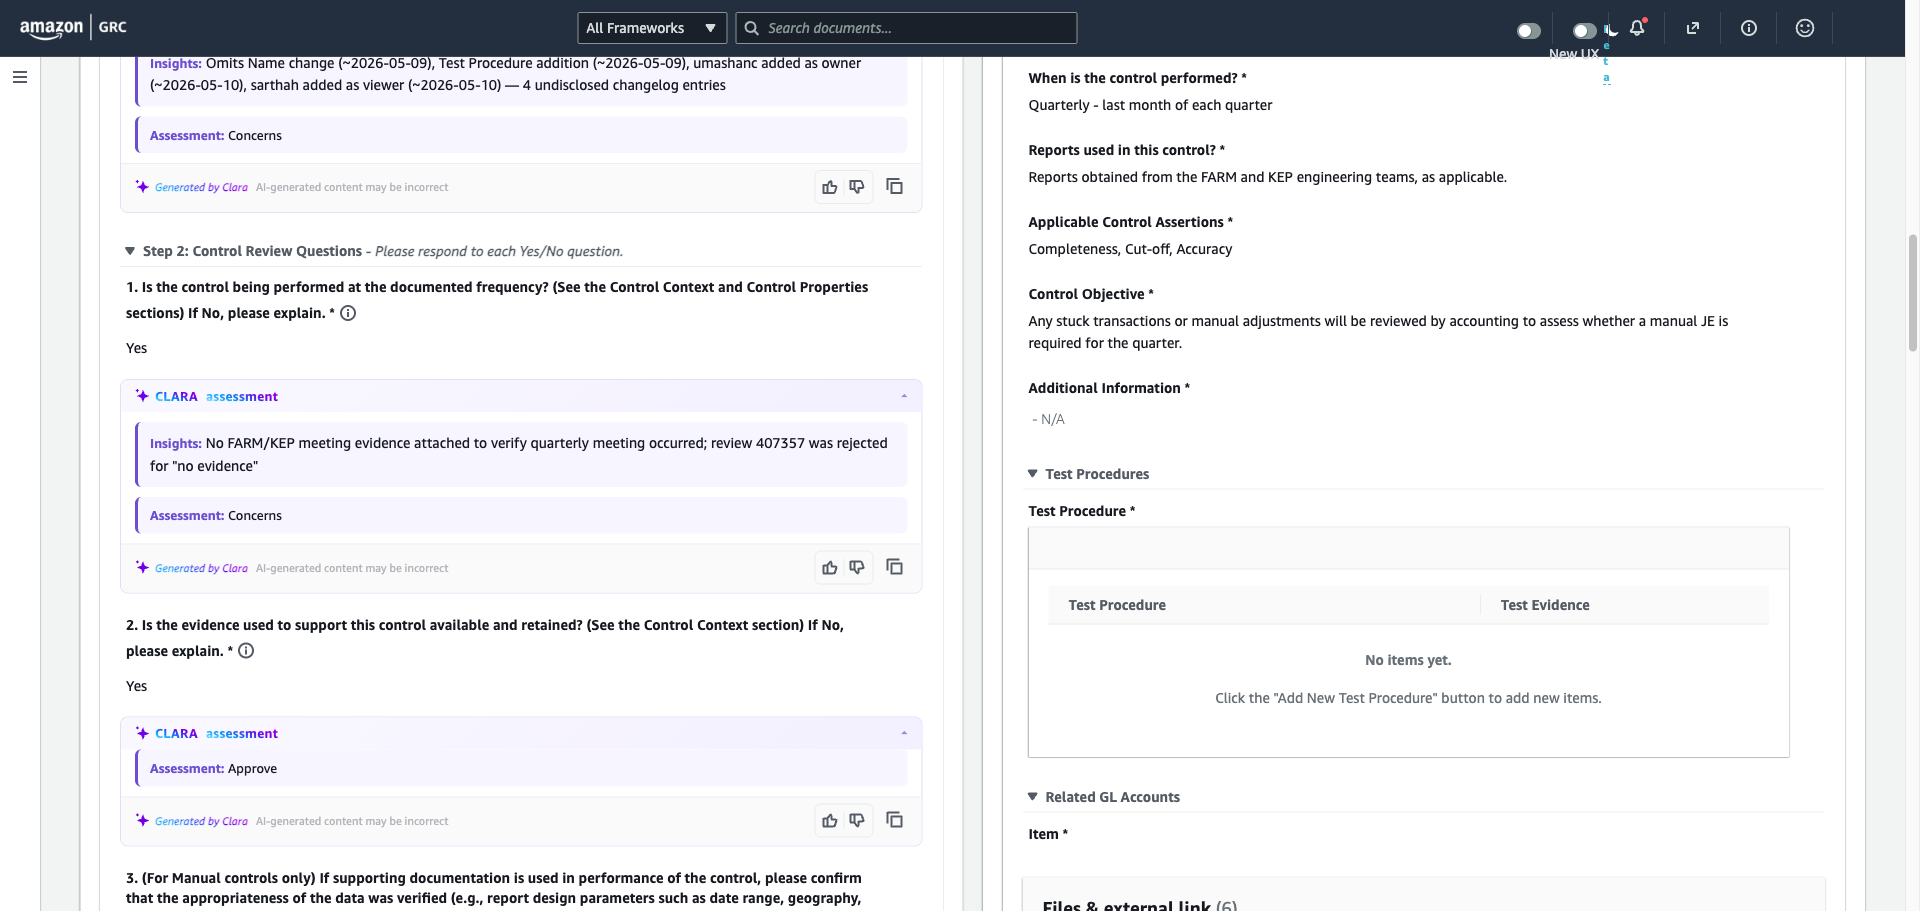 amazon GRC
All Frameworks
Search documents...
New UX
Beta
Insights: Omits Name change (~2026-05-09), Test Procedure addition (~2026-05-09), umashanc added as owner
(~2026-05-10), sarthah added as viewer (~2026-05-10) — 4 undisclosed changelog entries
Assessment: Concerns
Generated by Clara AI-generated content may be incorrect
Step 2: Control Review Questions - Please respond to each Yes/No question.
1. Is the control being performed at the documented frequency? (See the Control Context and Control Properties
sections) If No, please explain. *
Yes
CLARA assessment
Insights: No FARM/KEP meeting evidence attached to verify quarterly meeting occurred; review 407357 was rejected
for "no evidence"
Assessment: Concerns
Generated by Clara AI-generated content may be incorrect
2. Is the evidence used to support this control available and retained? (See the Control Context section) If No,
please explain. *
Yes
CLARA assessment
Assessment: Approve
Generated by Clara AI-generated content may be incorrect
3. (For Manual controls only) If supporting documentation is used in performance of the control, please confirm
that the appropriateness of the data was verified (e.g., report design parameters such as date range, geography,
When is the control performed? *
Quarterly - last month of each quarter
Reports used in this control? *
Reports obtained from the FARM and KEP engineering teams, as applicable.
Applicable Control Assertions *
Completeness, Cut-off, Accuracy
Control Objective *
Any stuck transactions or manual adjustments will be reviewed by accounting to assess whether a manual JE is
required for the quarter.
Additional Information *
- N/A
Test Procedures
Test Procedure *
Test Procedure Test Evidence
No items yet.
Click the "Add New Test Procedure" button to add new items.
Related GL Accounts
Item *
Files & external link (6)